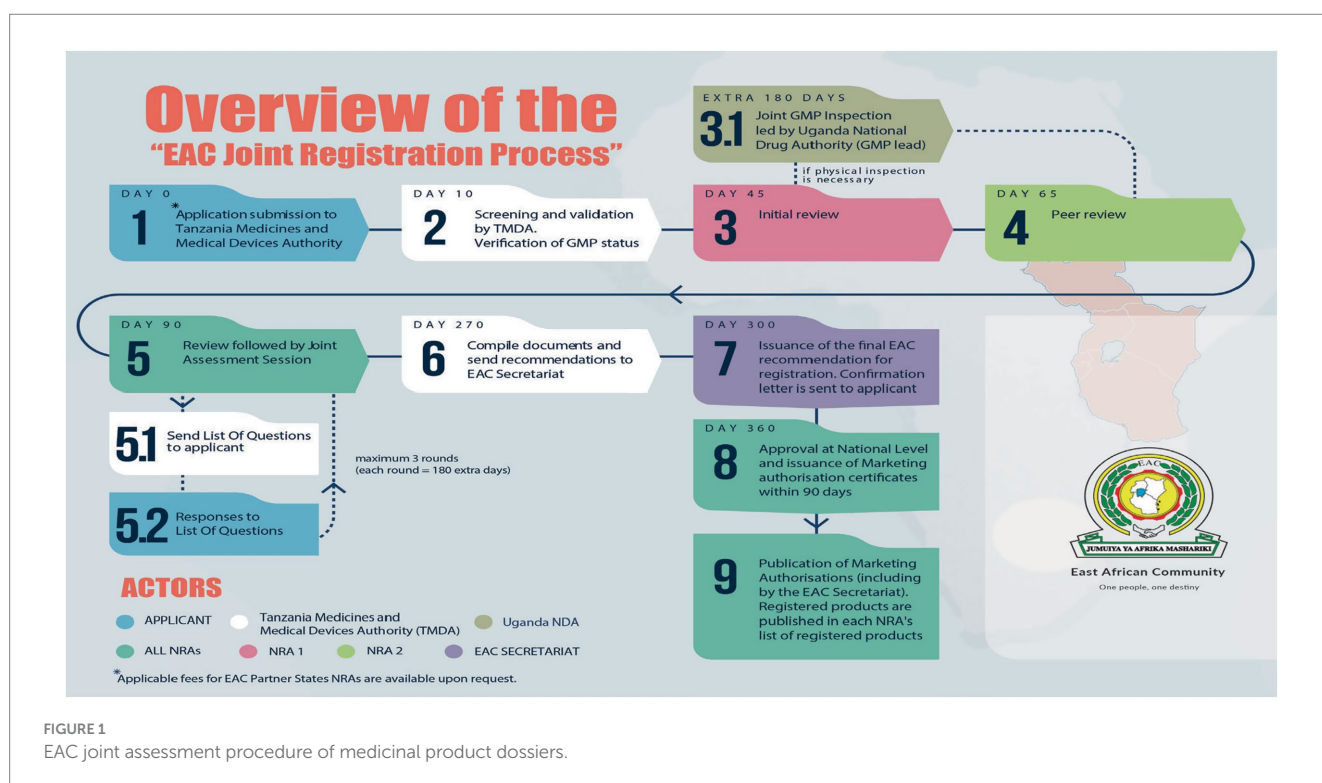 Overview of the
“EAC Joint Registration Process”
EXTRA 180 DAYS
3.1
Joint GMP Inspection
led by Uganda National
Drug Authority (GMP lead)
if physical inspection
is necessary
DAY 0
1
*Application submission to
Tanzania Medicines and
Medical Devices Authority
DAY 10
2
Screening and validation
by TMDA.
Verification of GMP status
DAY 45
3
Initial review
DAY 65
4
Peer review
DAY 90
5
Review followed by Joint
Assessment Session
DAY 270
6
Compile documents and
send recommendations to
EAC Secretariat
DAY 300
7
Issuance of the final EAC
recommendation for
registration. Confirmation
letter is sent to applicant
5.1
Send List Of Questions
to applicant
5.2
Responses to
List Of Questions
maximum 3 rounds
(each round = 180 extra days)
DAY 360
8
Approval at National Level
and issuance of Marketing
authorisation certificates
within 90 days
9
Publication of Marketing
Authorisations (including
by the EAC Secretariat).
Registered products are
published in each NRA's
list of registered products
EAC
JUMUIYA YA AFRIKA MASHARIKI
East African Community
One people, one destiny
ACTORS
APPLICANT
Tanzania Medicines and
Medical Devices Authority (TMDA)
Uganda NDA
ALL NRAs
NRA 1
NRA 2
EAC SECRETARIAT
*Applicable fees for EAC Partner States NRAs are available upon request.
FIGURE 1
EAC joint assessment procedure of medicinal product dossiers.